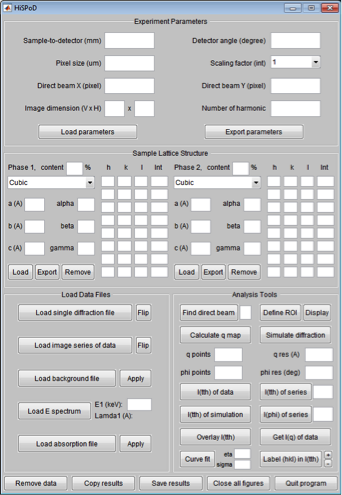 HiSPoD
Experiment Parameters
Sample-to-detector (mm)
Detector angle (degree)
Pixel size (um)
Scaling factor (int)
1
Direct beam X (pixel)
Direct beam Y (pixel)
Image dimension (V x H)
x
Number of harmonic
Load parameters
Export parameters
Sample Lattice Structure
Phase 1, content % h k l Int
Phase 2, content % h k l Int
Cubic
Cubic
a (A) alpha
a (A) alpha
b (A) beta
b (A) beta
c (A) gamma
c (A) gamma
Load Export Remove
Load Export Remove
Load Data Files
Load single diffraction file Flip
Load image series of data Flip
Load background file Apply
Load E spectrum
E1 (keV):
Lamda1 (A):
Load absorption file Apply
Analysis Tools
Find direct beam
Define ROI Display
Calculate q map
Simulate diffraction
q points
q res (A)
phi points
phi res (deg)
I(tth) of data
I(tth) of series
I(tth) of simulation
I(phi) of series
Overlay I(tth)
Get I(q) of data
Curve fit
eta
sigma
Label (hkl) in I(tth)
+
-
Remove data Copy results Save results Close all figures Quit program